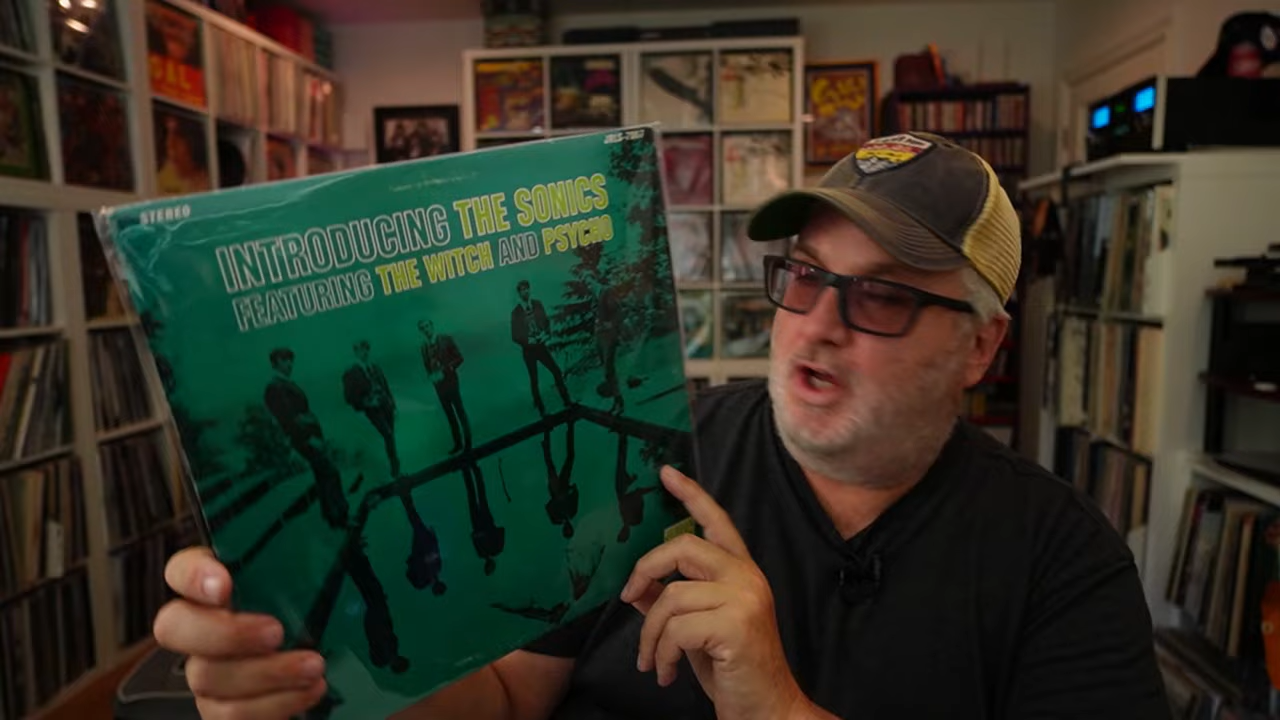 STEREO
INTRODUCING THE SONICS
FEATURING THE WITCH AND PSYCHO